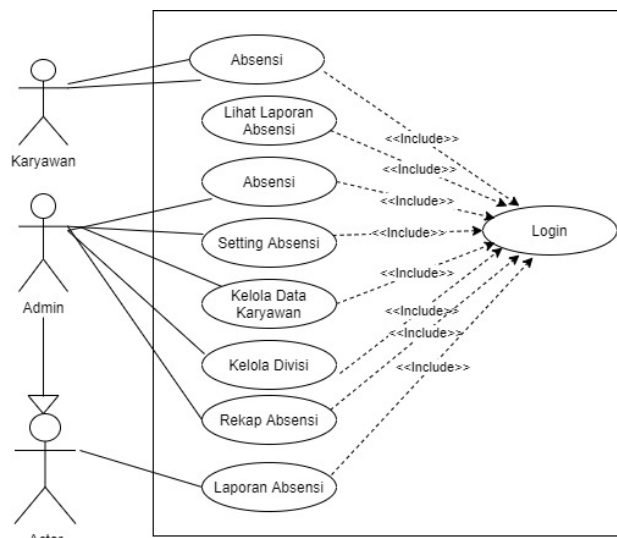 Absensi
Karyawan
Lihat Laporan
Absensi
<<Include>>
<<Include>>
Absensi
<<Include>>
Admin
Setting Absensi
<<Include>>
Login
Kelola Data
Karyawan
<<Include>>
<<Include>>
Kelola Divisi
<<Include>>
<<Include>>
Rekap Absensi
Laporan Absensi